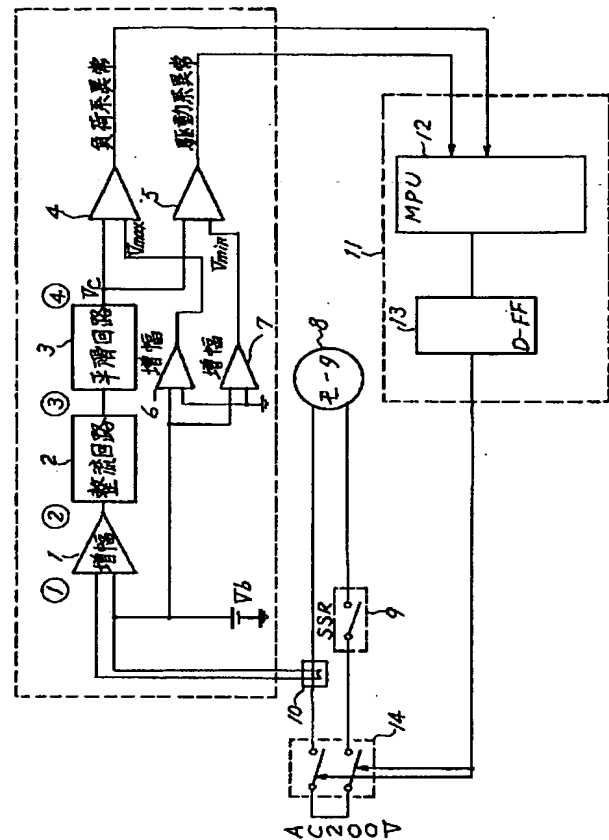 負荷系異常
駆動系異常
4
5
Vmax
Vmin
④
VC
3
平滑回路
③
2
整流回路
②
1
増幅
①
増幅
6
増幅
7
Vb
モータ
8
SSR
9
10
14
AC200V
11
MPU
12
13
D-FF